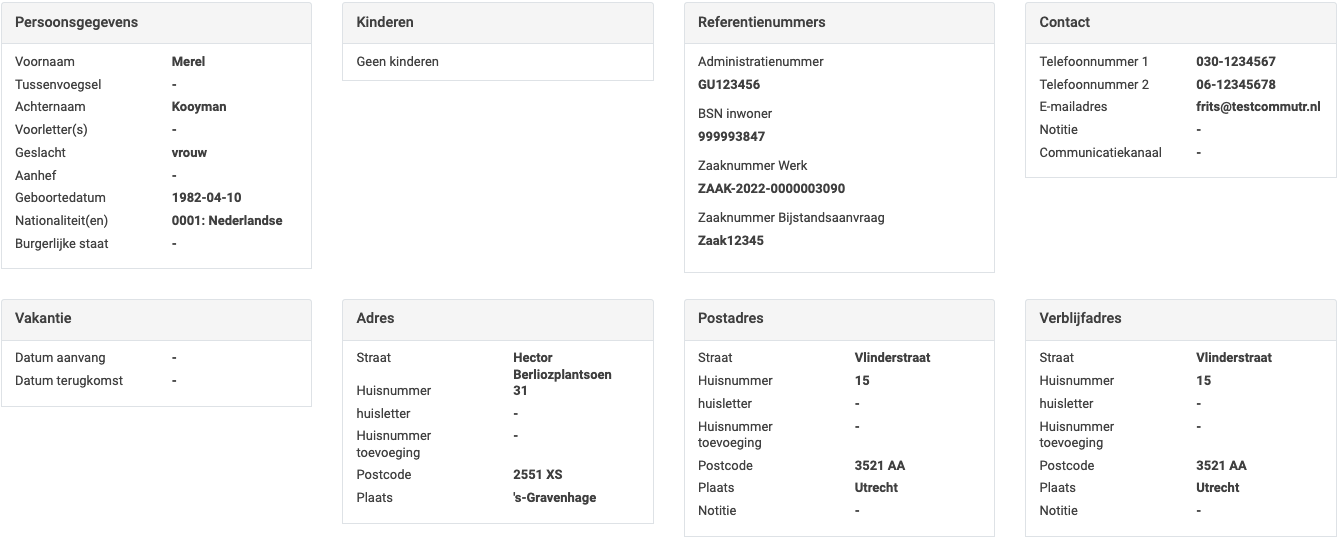 Persoonsgegevens
Voornaam Merel
Tussenvoegsel -
Achternaam Kooyman
Voorletter(s) -
Geslacht vrouw
Aanhef -
Geboortedatum 1982-04-10
Nationaliteit(en) 0001: Nederlandse
Burgerlijke staat -
Kinderen
Geen kinderen
Referentienummers
Administratienummer
GU123456
BSN inwoner
999993847
Zaaknummer Werk
ZAAK-2022-0000003090
Zaaknummer Bijstandsaanvraag
Zaak12345
Contact
Telefoonnummer 1 030-1234567
Telefoonnummer 2 06-12345678
E-mailadres frits@testcommutr.nl
Notitie -
Communicatiekanaal -
Vakantie
Datum aanvang -
Datum terugkomst -
Adres
Straat Hector
Berliozplantsoen
Huisnummer 31
huisletter -
Huisnummer -
toevoeging
Postcode 2551 XS
Plaats 's-Gravenhage
Postadres
Straat Vlinderstraat
Huisnummer 15
huisletter -
Huisnummer -
toevoeging
Postcode 3521 AA
Plaats Utrecht
Notitie -
Verblijfadres
Straat Vlinderstraat
Huisnummer 15
huisletter -
Huisnummer -
toevoeging
Postcode 3521 AA
Plaats Utrecht
Notitie -